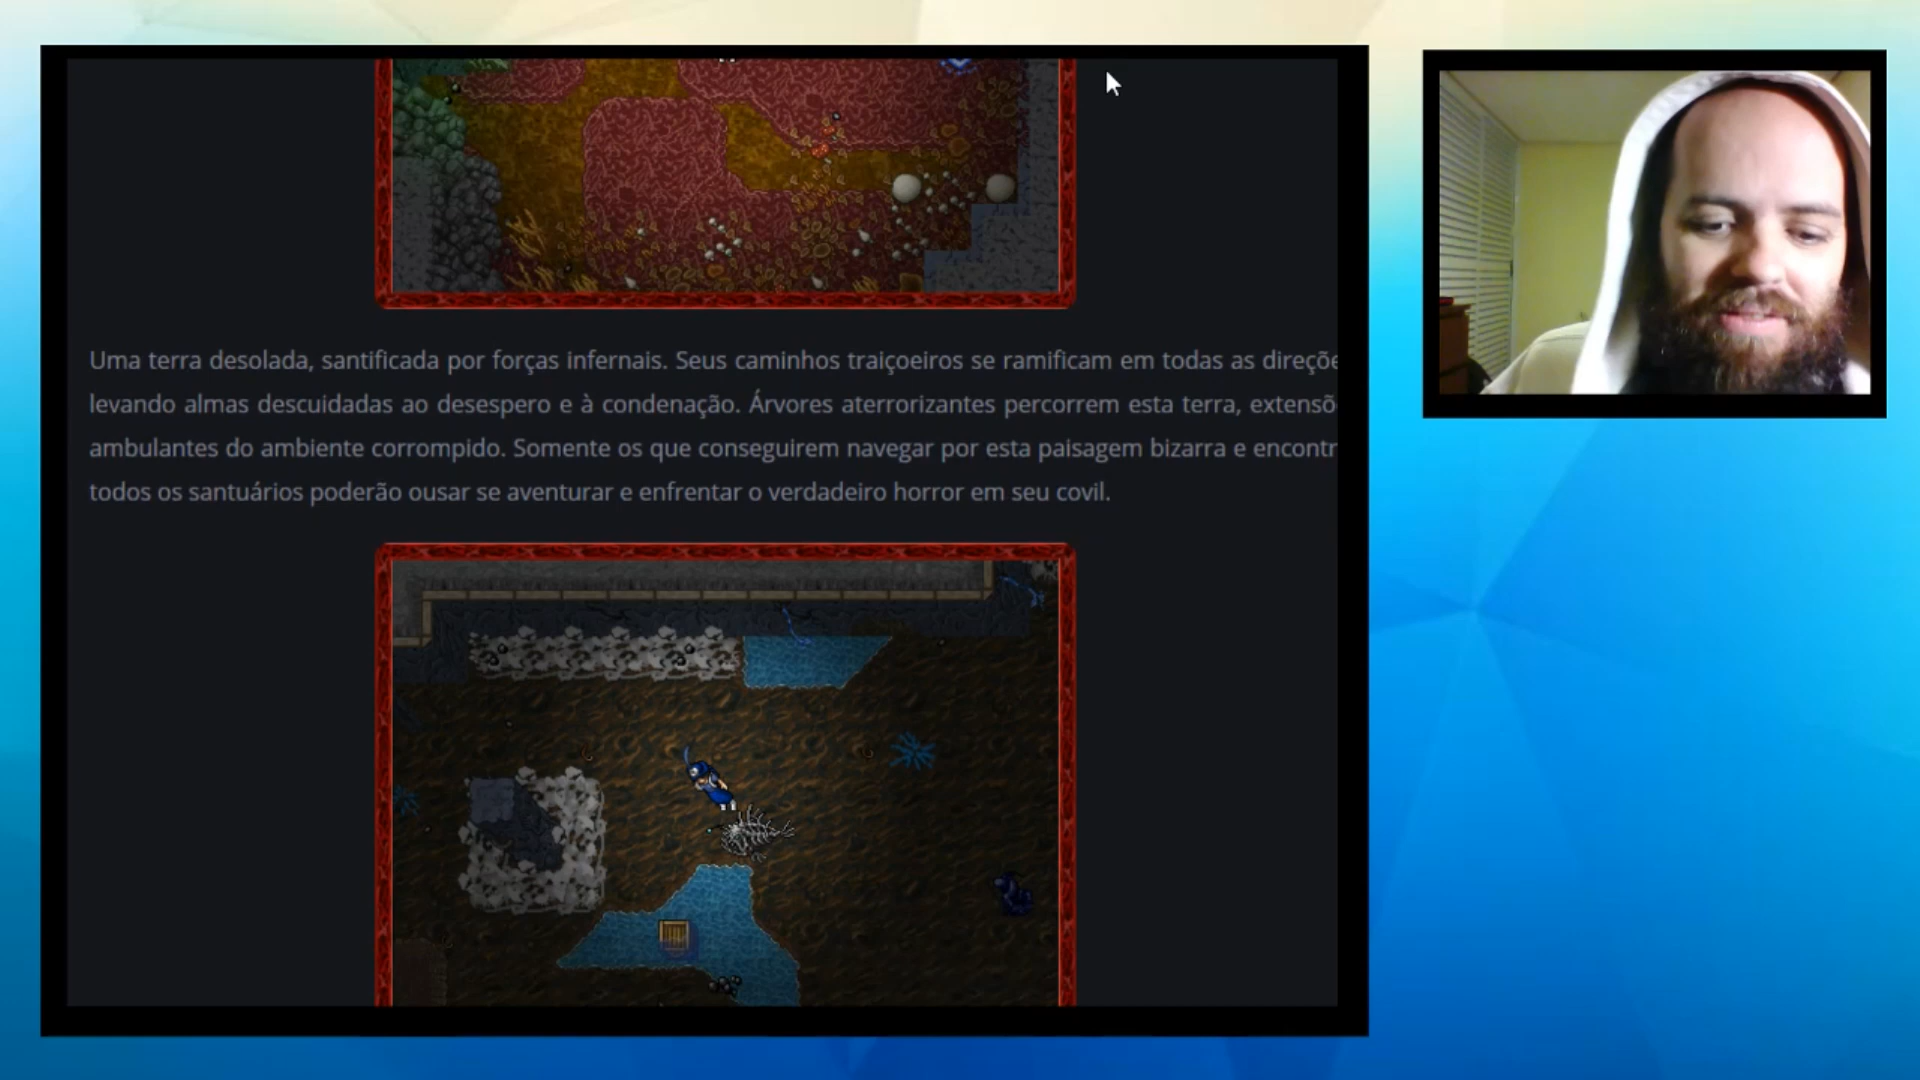 Uma terra desolada, santificada por forças infernais. Seus caminhos traiçoeiros se ramificam em todas as direçõe
levando almas descuidadas ao desespero e à condenação. Árvores aterrorizantes percorrem esta terra, extensõ
ambulantes do ambiente corrompido. Somente os que conseguirem navegar por esta paisagem bizarra e encontr
todos os santuários poderão ousar se aventurar e enfrentar o verdadeiro horror em seu covil.